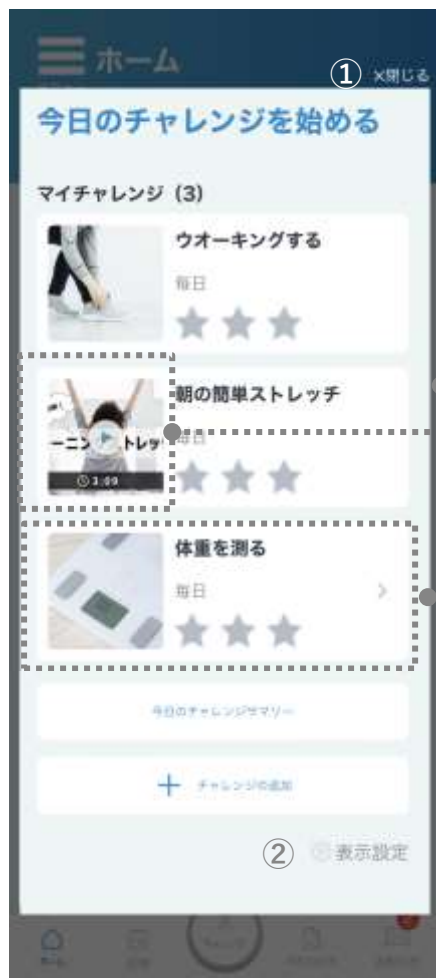 ホーム
① ×閉じる
今日のチャレンジを始める
マイチャレンジ (3)
ウオーキングする
毎日
朝の簡単ストレッチ
毎日
3:09
体重を測る
毎日
今日のチャレンジサマリー
チャレンジの追加
② 表示設定
ホーム